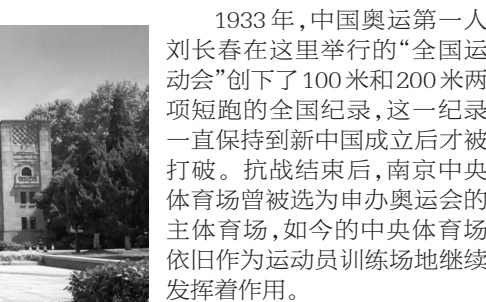 1933年，中国奥运第一人
刘长春在这里举行的“全国运
动会”创下了100米和200米两
项短跑的全国纪录，这一纪录
一直保持到新中国成立后才被
打破。抗战结束后，南京中央
体育场曾被选为申办奥运会的
主体育场，如今的中央体育场
依旧作为运动员训练场地继续
发挥着作用。